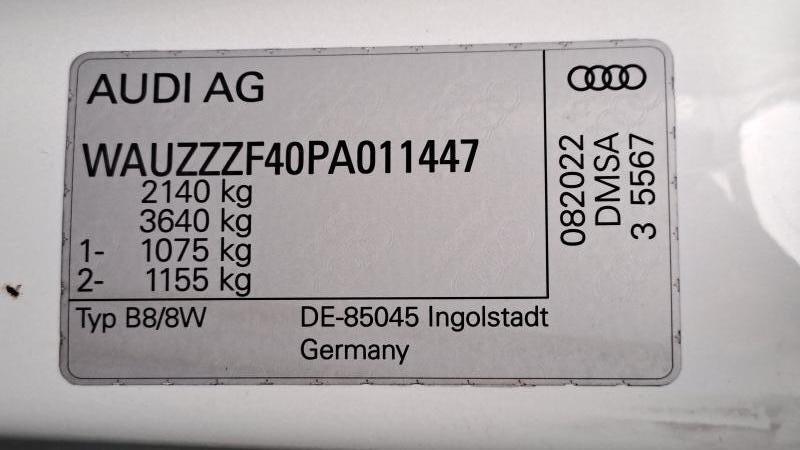 AUDI AG
WAUZZZF40PA011447
2140 kg
3640 kg
1- 1075 kg
2- 1155 kg
Typ B8/8W
DE-85045 Ingolstadt
Germany
082022
DMSA
3 5567